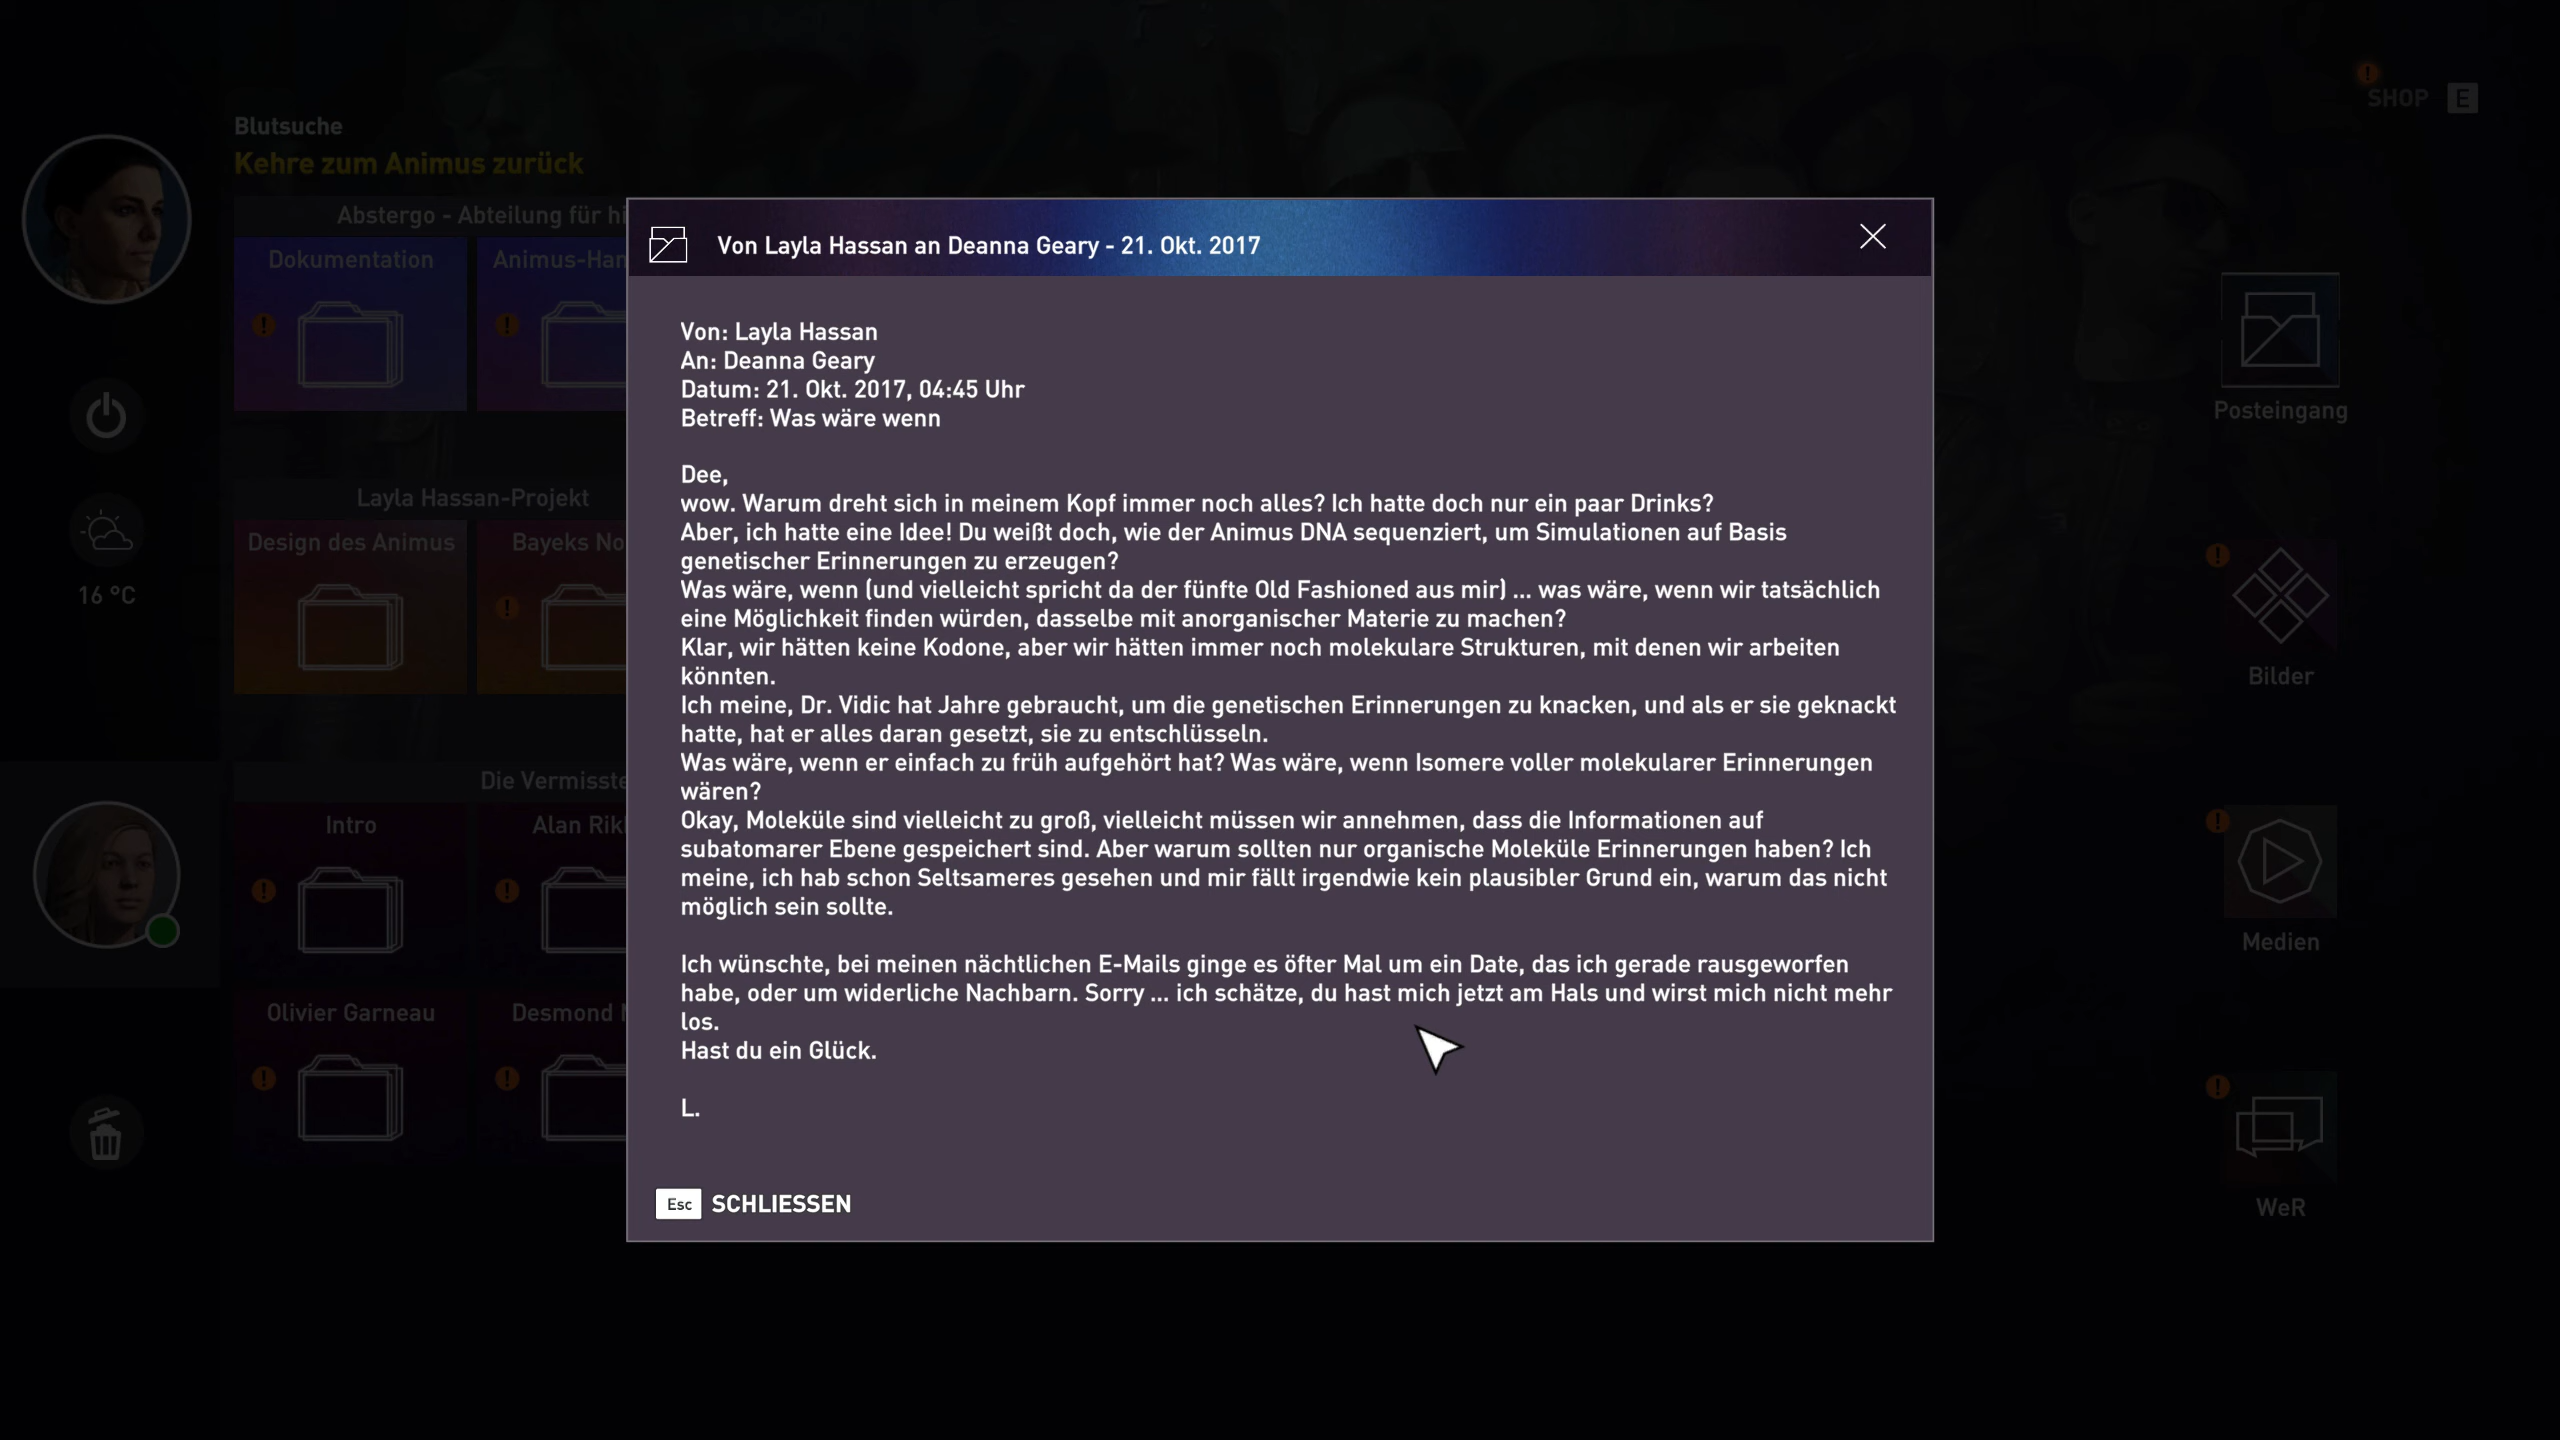 SHOP E
Blutsuche
Kehre zum Animus zurück
Abstergo - Abteilung für hi
Dokumentation
Animus-Han
16 °C
Layla Hassan-Projekt
Design des Animus
Bayeks No
Die Vermisste
Intro
Alan Rik
Olivier Garneau
Desmond
Von Layla Hassan an Deanna Geary - 21. Okt. 2017
Von: Layla Hassan
An: Deanna Geary
Datum: 21. Okt. 2017, 04:45 Uhr
Betreff: Was wäre wenn
Dee,
wow. Warum dreht sich in meinem Kopf immer noch alles? Ich hatte doch nur ein paar Drinks?
Aber, ich hatte eine Idee! Du weißt doch, wie der Animus DNA sequenziert, um Simulationen auf Basis
genetischer Erinnerungen zu erzeugen?
Was wäre, wenn (und vielleicht spricht da der fünfte Old Fashioned aus mir) ... was wäre, wenn wir tatsächlich
eine Möglichkeit finden würden, dasselbe mit anorganischer Materie zu machen?
Klar, wir hätten keine Kodone, aber wir hätten immer noch molekulare Strukturen, mit denen wir arbeiten
könnten.
Ich meine, Dr. Vidic hat Jahre gebraucht, um die genetischen Erinnerungen zu knacken, und als er sie geknackt
hatte, hat er alles daran gesetzt, sie zu entschlüsseln.
Was wäre, wenn er einfach zu früh aufgehört hat? Was wäre, wenn Isomere voller molekularer Erinnerungen
wären?
Okay, Moleküle sind vielleicht zu groß, vielleicht müssen wir annehmen, dass die Informationen auf
subatomarer Ebene gespeichert sind. Aber warum sollten nur organische Moleküle Erinnerungen haben? Ich
meine, ich hab schon Seltsameres gesehen und mir fällt irgendwie kein plausibler Grund ein, warum das nicht
möglich sein sollte.
Ich wünschte, bei meinen nächtlichen E-Mails ginge es öfter Mal um ein Date, das ich gerade rausgeworfen
habe, oder um widerliche Nachbarn. Sorry ... ich schätze, du hast mich jetzt am Hals und wirst mich nicht mehr
los.
Hast du ein Glück.
L.
Esc SCHLIESSEN
Posteingang
Bilder
Medien
WeR